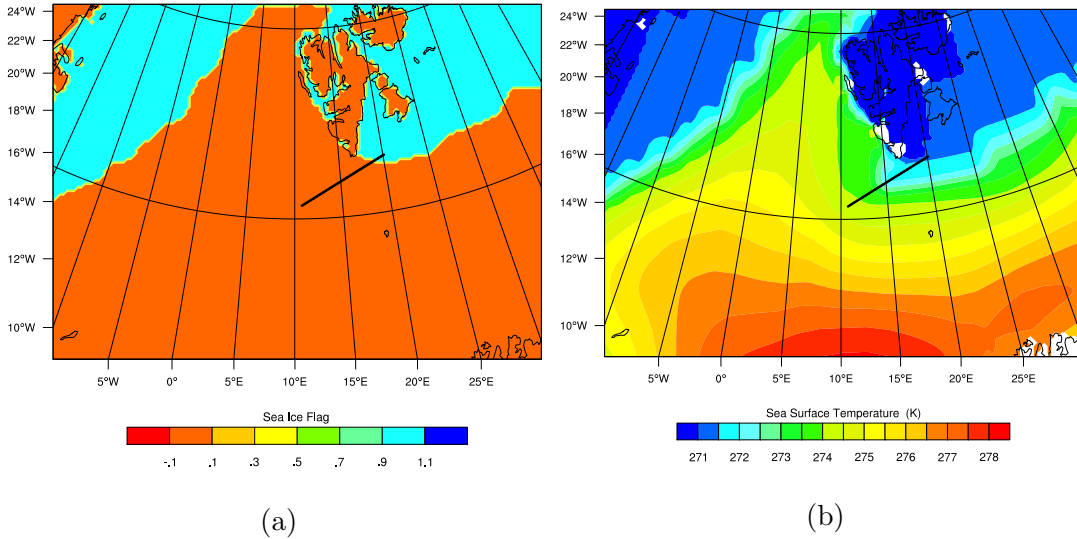 24°W
22°W
20°W
18°W
16°W
14°W
12°W
10°W
5°W 0° 5°E 10°E 15°E 20°E 25°E
Sea Ice Flag
-.1 .1 .3 .5 .7 .9 1.1
(a)
24°W
22°W
20°W
18°W
16°W
14°W
12°W
10°W
5°W 0° 5°E 10°E 15°E 20°E 25°E
Sea Surface Temperature (K)
271 272 273 274 275 276 277 278
(b)